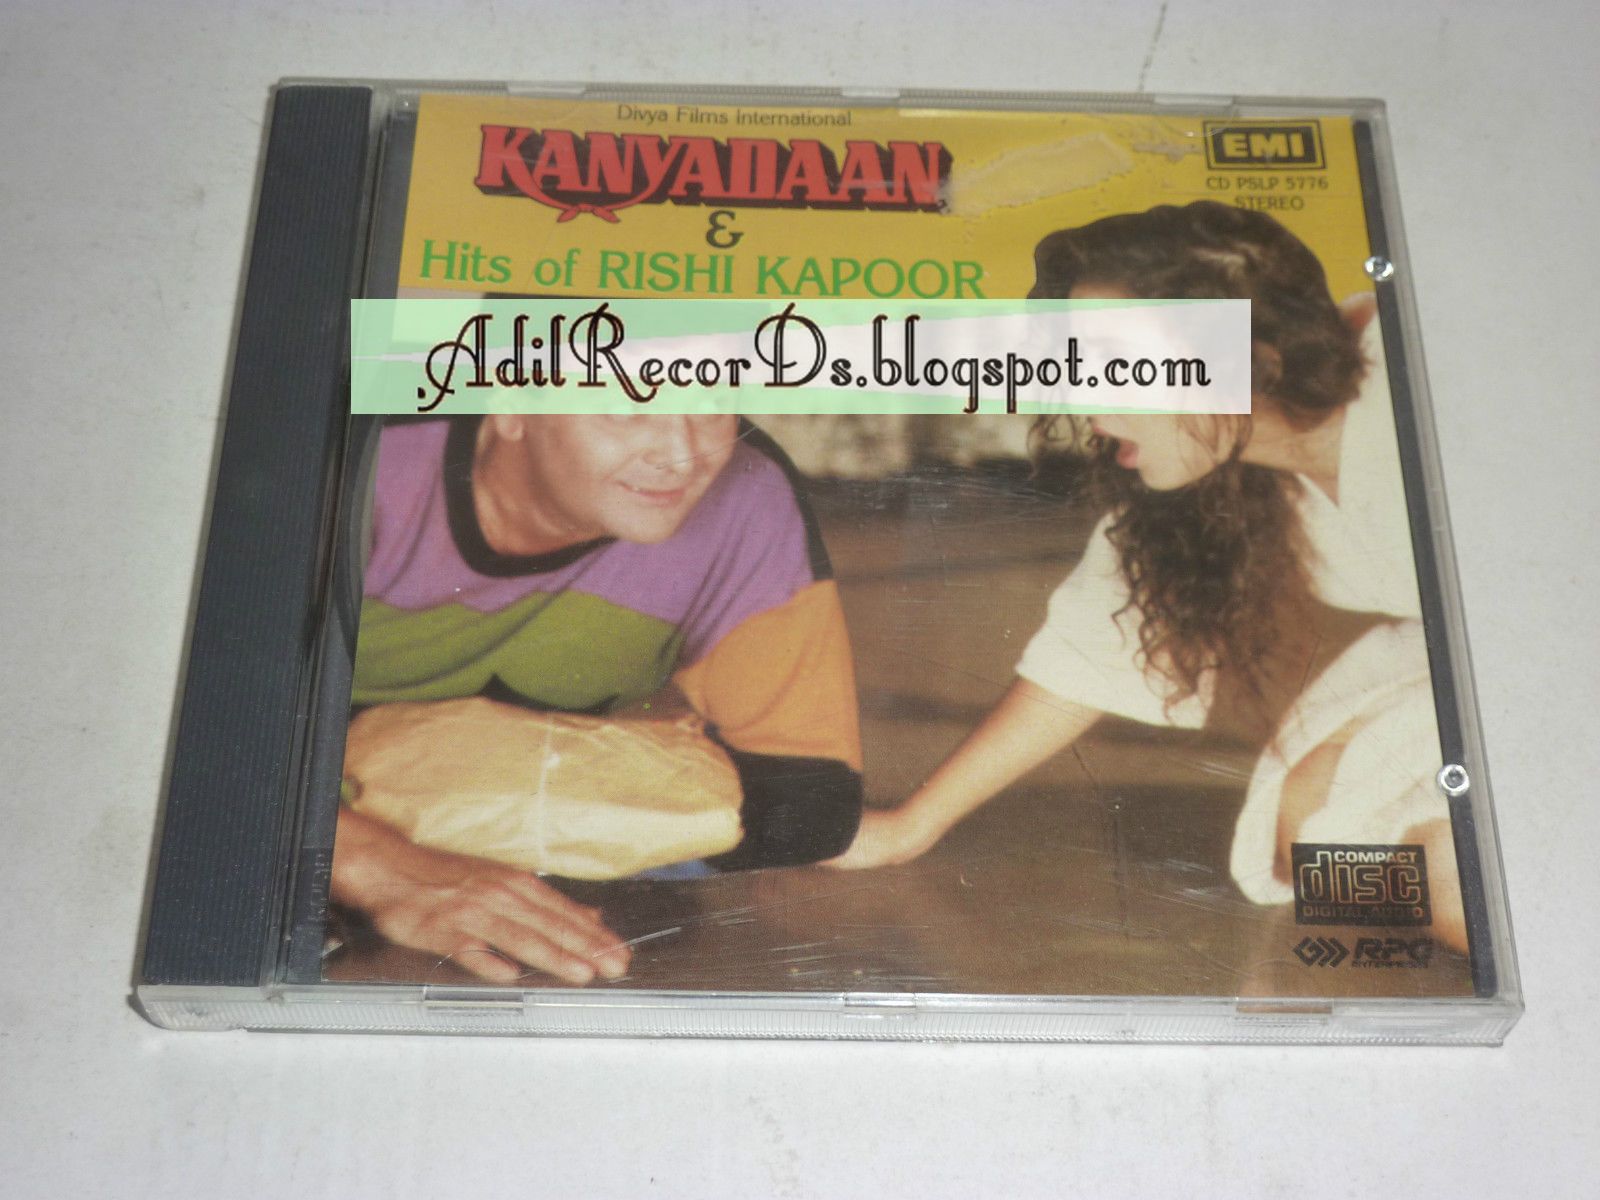 Divya Films International
KANYADAAN
&
Hits of RISHI KAPOOR
EMI
CD PSLP 5776
STEREO
AdilRecorDs.blogspot.com
COMPACT
disc
DIGITAL AUDIO
RPG
ENTERPRISES